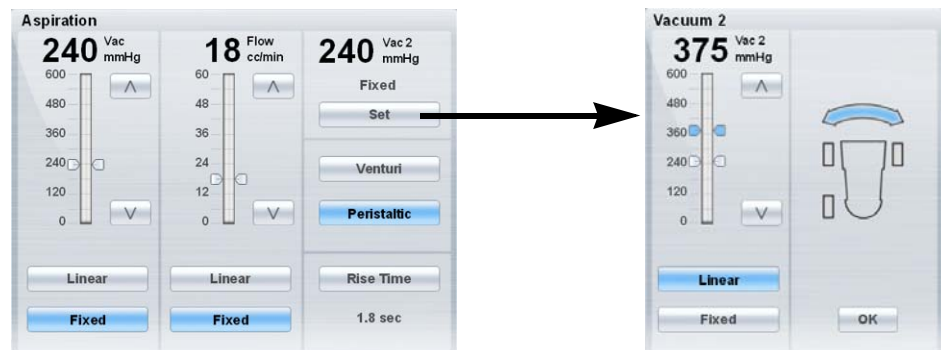 Aspiration
240 Vac mmHg
600
480
360
240
120
0
Linear
Fixed
18 Flow cc/min
60
48
36
24
12
0
Linear
Fixed
240 Vac 2 mmHg
Fixed
Set
Venturi
Peristaltic
Rise Time
1.8 sec
Vacuum 2
375 Vac 2 mmHg
600
480
360
240
120
0
Linear
Fixed
OK